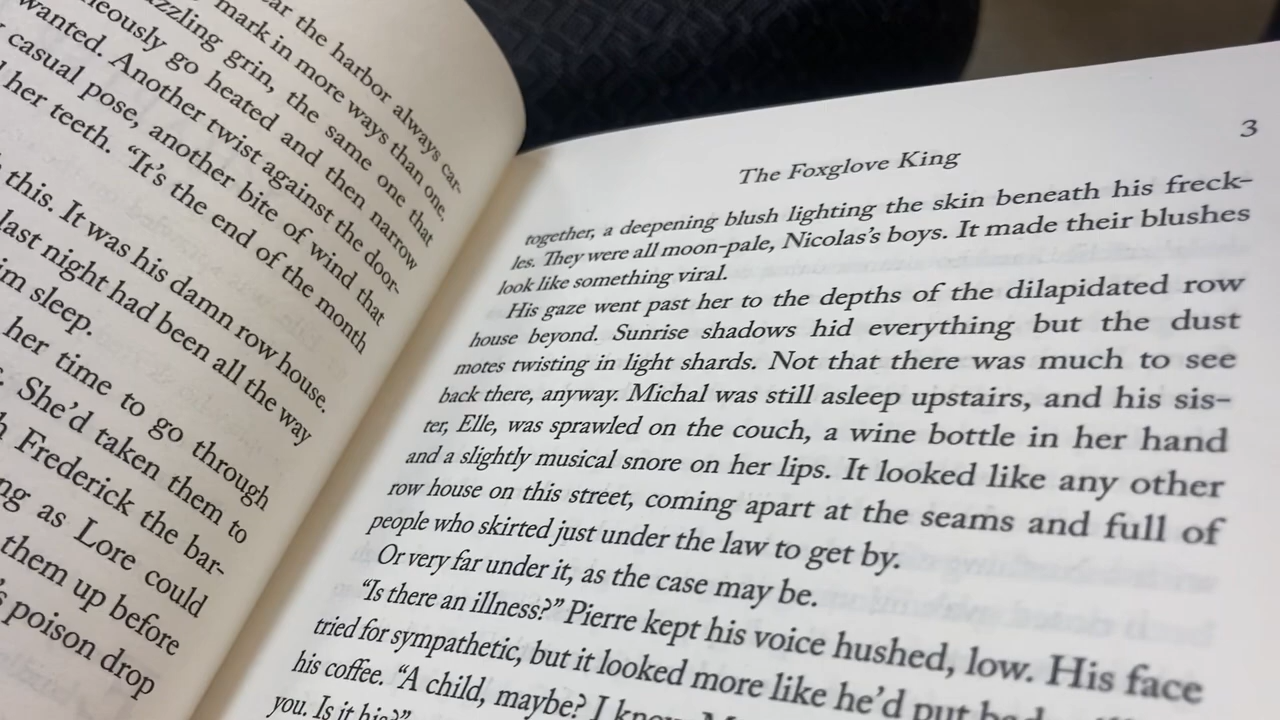 ar the harbor always car-
mark in more ways than one.
zzling grin, the same one that
neously go heated and then narrow
wanted. Another twist against the door-
casual pose, another bite of wind that
her teeth. “It’s the end of the month
this. It was his damn row house.
last night had been all the way
im sleep.
her time to go through
She’d taken them to
Frederick the bar-
ng as Lore could
them up before
’s poison drop
The Foxglove King
3
together, a deepening blush lighting the skin beneath his freck-
les. They were all moon-pale, Nicolas’s boys. It made their blushes
look like something viral.
His gaze went past her to the depths of the dilapidated row
house beyond. Sunrise shadows hid everything but the dust
motes twisting in light shards. Not that there was much to see
back there, anyway. Michal was still asleep upstairs, and his sis-
ter, Elle, was sprawled on the couch, a wine bottle in her hand
and a slightly musical snore on her lips. It looked like any other
row house on this street, coming apart at the seams and full of
people who skirted just under the law to get by.
Or very far under it, as the case may be.
“Is there an illness?” Pierre kept his voice hushed, low. His face
tried for sympathetic, but it looked more like he’d put bad
his coffee. “A child, maybe? I know
you. Is it his?”